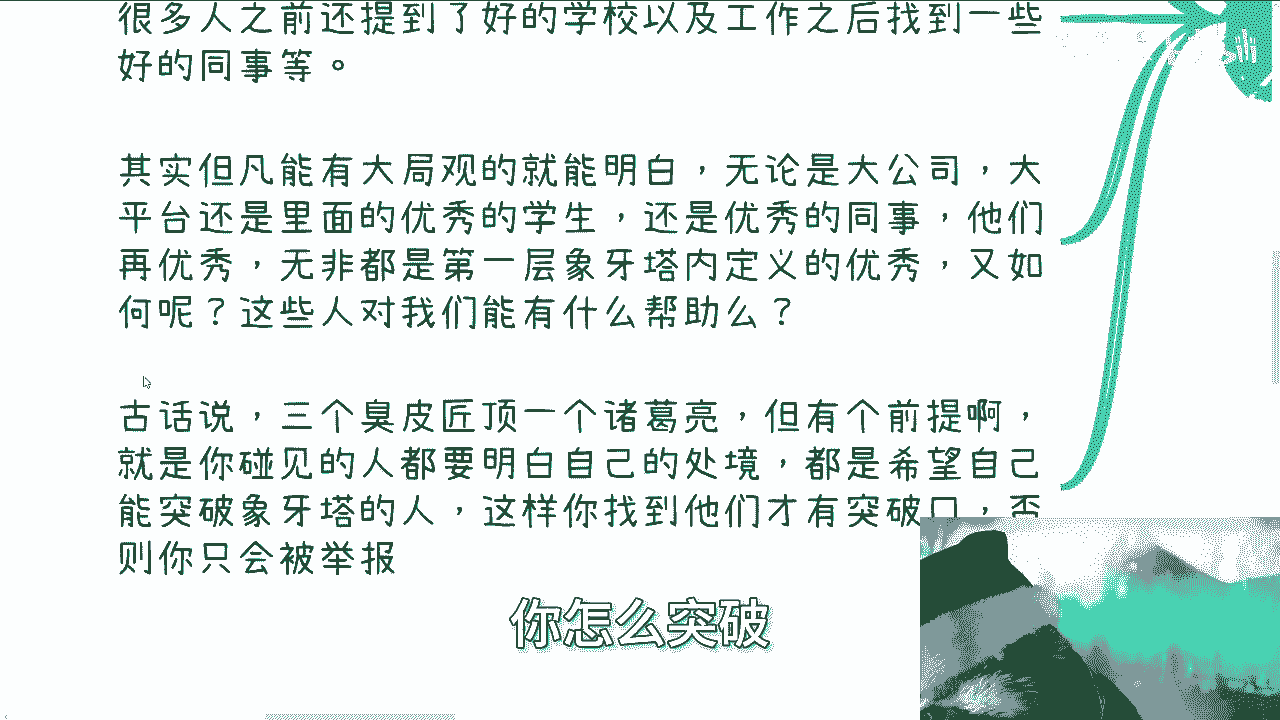 很多人之前还提到了好的学校以及工作之后找到一些
好的同事等。
其实但凡能有大局观的就能明白，无论是大公司，大
平台还是里面的优秀的学生，还是优秀的同事，他们
再优秀，无非都是第一层象牙塔内定义的优秀，又如
何呢？这些人对我们能有什么帮助么？
古话说，三个臭皮匠顶一个诸葛亮，但有个前提啊，
就是你碰见的人都要明白自己的处境，都是希望自己
能突破象牙塔的人，这样你找到他们才有突破口，否
则你只会被举报
你怎么突破